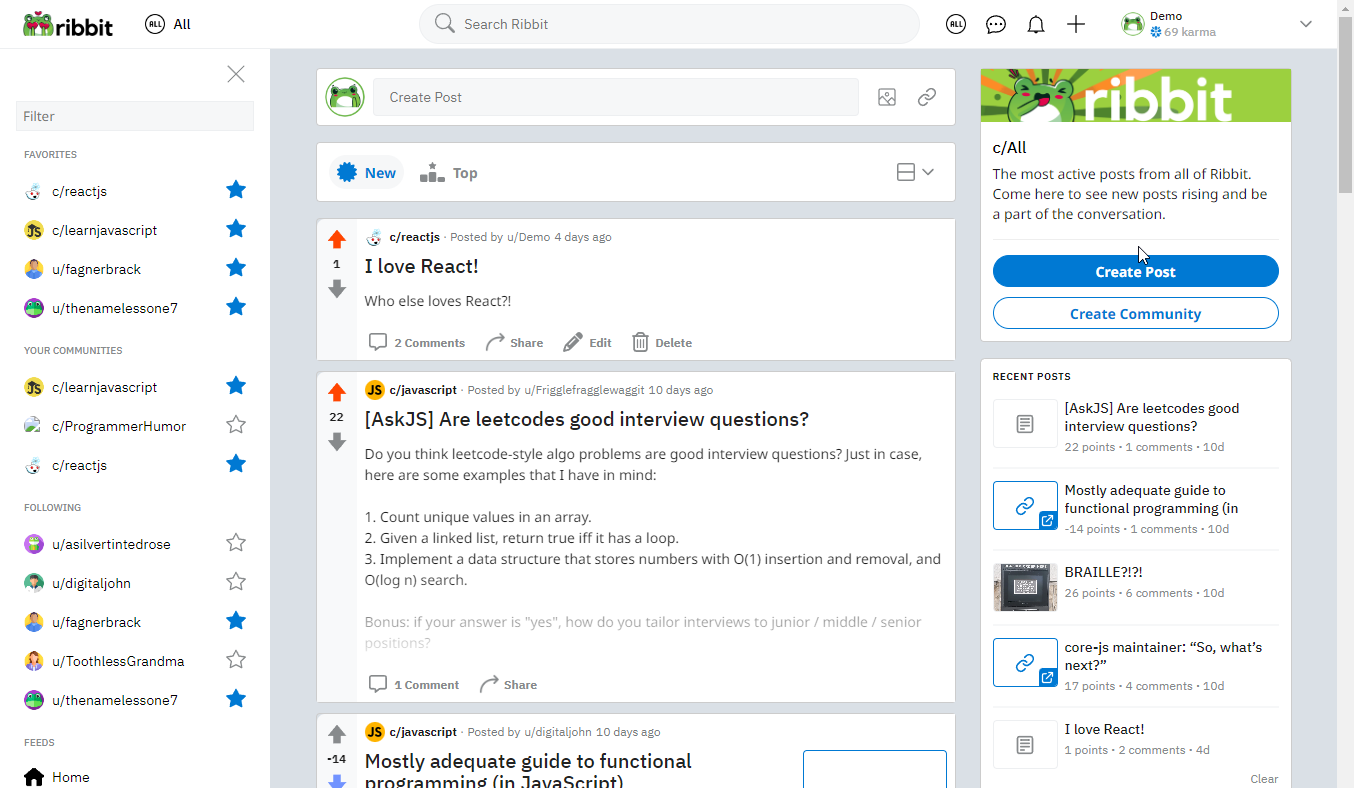 ribbit
ALL All
Search Ribbit
ALL
Demo
69 karma
Filter
FAVORITES
c/reactjs
JS c/learnjavascript
u/fagnerbrack
u/thenamelessone7
YOUR COMMUNITIES
JS c/learnjavascript
c/ProgrammerHumor
c/reactjs
FOLLOWING
u/asilvertintedrose
u/digitaljohn
u/fagnerbrack
u/ToothlessGrandma
u/thenamelessone7
FEEDS
Home
Create Post
New
Top
1
c/reactjs · Posted by u/Demo 4 days ago
I love React!
Who else loves React?!
2 Comments Share Edit Delete
22
JS c/javascript · Posted by u/Frigglefragglewaggit 10 days ago
[AskJS] Are leetcodes good interview questions?
Do you think leetcode-style algo problems are good interview questions? Just in case,
here are some examples that I have in mind:
1. Count unique values in an array.
2. Given a linked list, return true iff it has a loop.
3. Implement a data structure that stores numbers with O(1) insertion and removal, and
O(log n) search.
Bonus: if your answer is "yes", how do you tailor interviews to junior / middle / senior
positions?
1 Comment Share
-14
JS c/javascript · Posted by u/digitaljohn 10 days ago
Mostly adequate guide to functional
programming (in JavaScript)
ribbit
c/All
The most active posts from all of Ribbit.
Come here to see new posts rising and be
a part of the conversation.
Create Post
Create Community
RECENT POSTS
[AskJS] Are leetcodes good
interview questions?
22 points • 1 comments • 10d
Mostly adequate guide to
functional programming (in
-14 points • 1 comments • 10d
BRAILLE?!?!
26 points • 6 comments • 10d
core-js maintainer: “So, what’s
next?”
17 points • 4 comments • 10d
I love React!
1 points • 2 comments • 4d
Clear